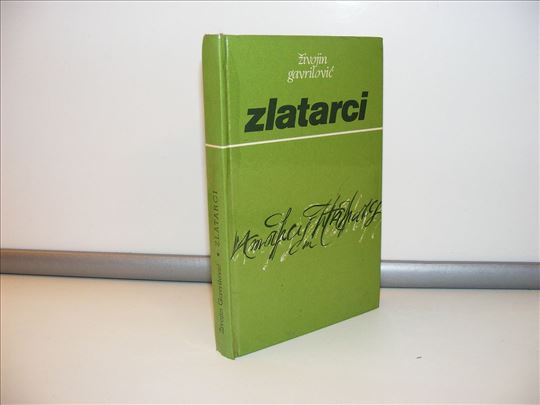 živojin
gavrilović
zlatarci
Živojin Gavrilović • ZLATARCI